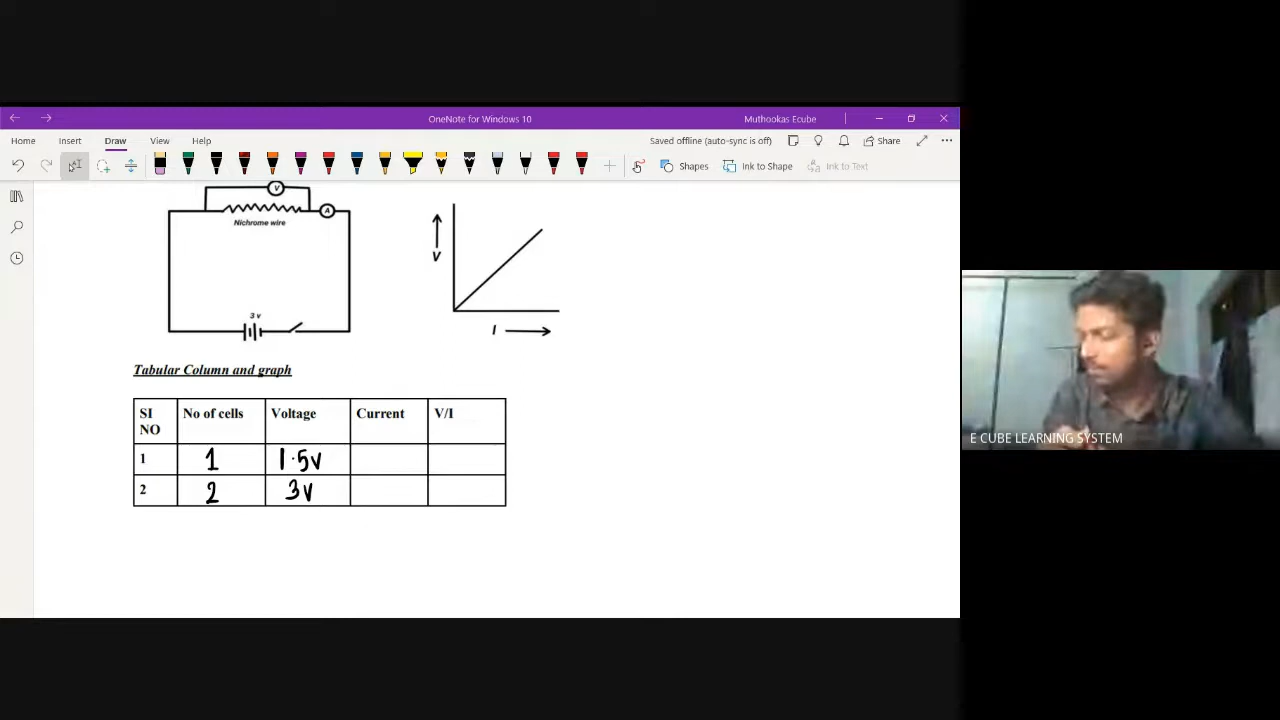 OneNote for Windows 10
Muthookas Ecube
Home Insert Draw View Help
Saved offline (auto-sync is off)
Share
Shapes
Ink to Shape
Ink to Text
V
Nichrome wire
A
3 v
V
I
Tabular Column and graph
SI NO No of cells Voltage Current V/I
1 1 1.5v
2 2 3v
E CUBE LEARNING SYSTEM